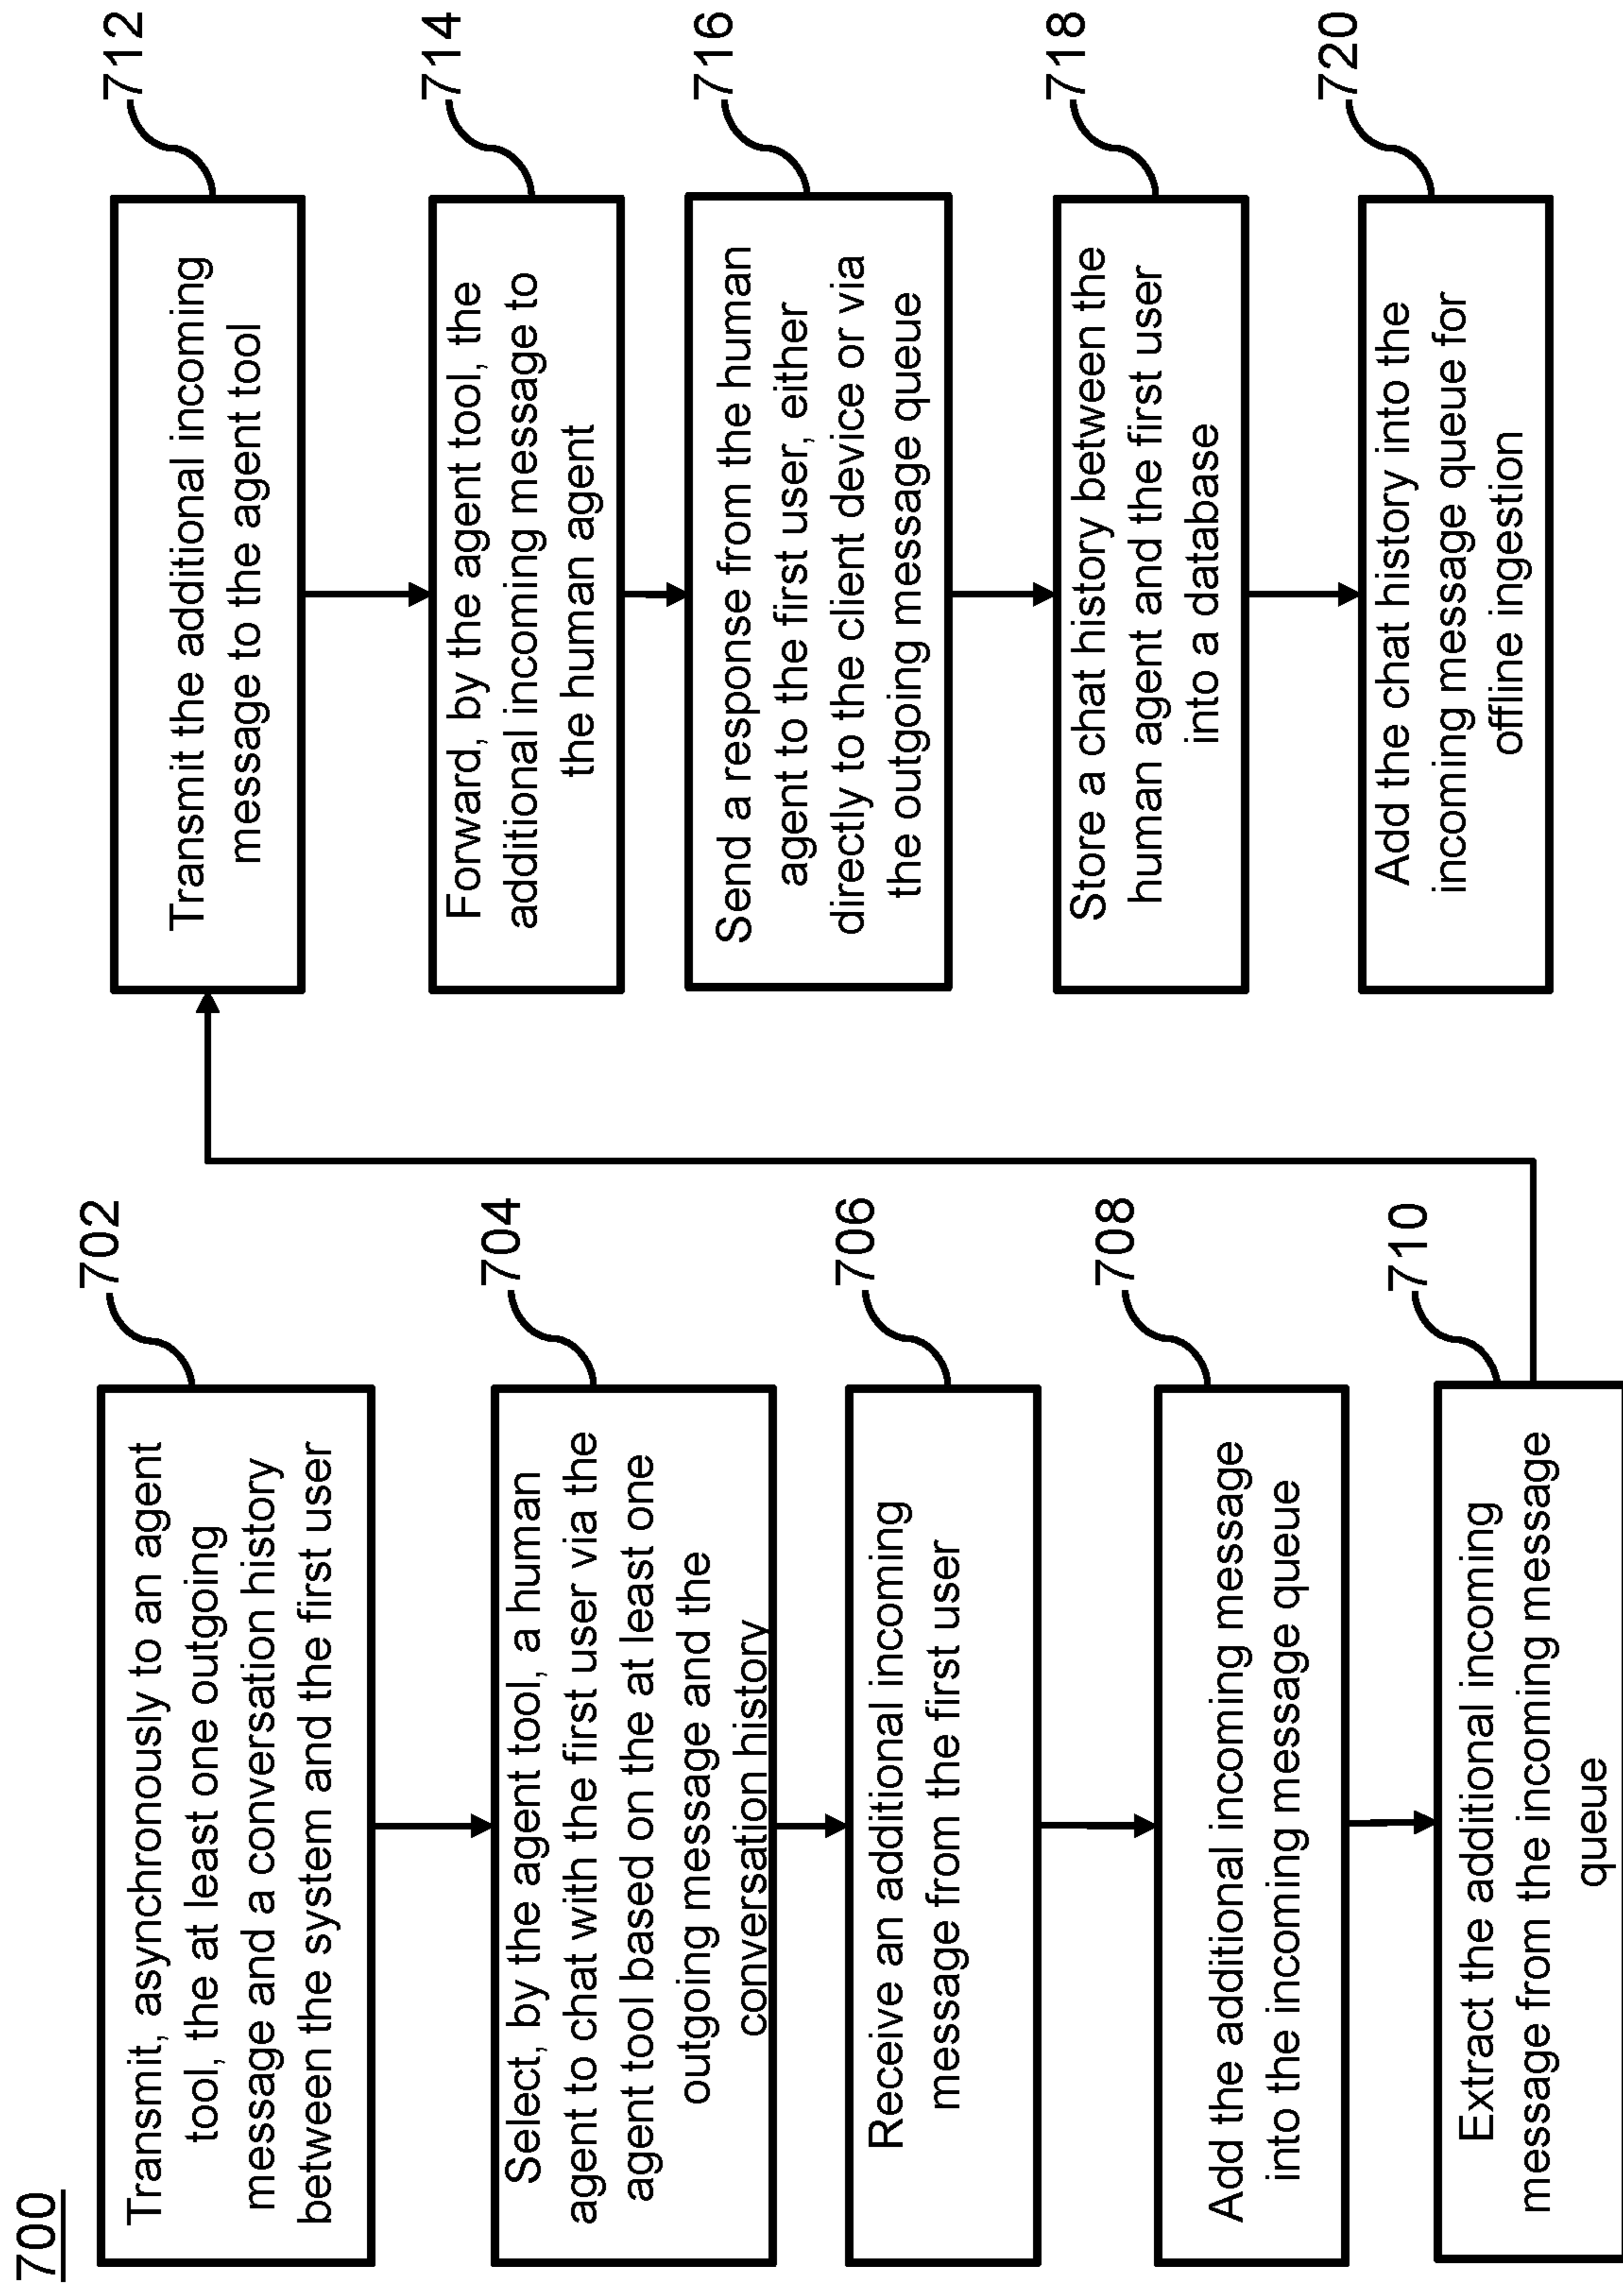 700
702
Transmit, asynchronously to an agent
tool, the at least one outgoing
message and a conversation history
between the system and the first user
704
Select, by the agent tool, a human
agent to chat with the first user via the
agent tool based on the at least one
outgoing message and the
conversation history
706
Receive an additional incoming
message from the first user
708
Add the additional incoming message
into the incoming message queue
710
Extract the additional incoming
message from the incoming message
queue
712
Transmit the additional incoming
message to the agent tool
714
Forward, by the agent tool, the
additional incoming message to
the human agent
716
Send a response from the human
agent to the first user, either
directly to the client device or via
the outgoing message queue
718
Store a chat history between the
human agent and the first user
into a database
720
Add the chat history into the
incoming message queue for
offline ingestion